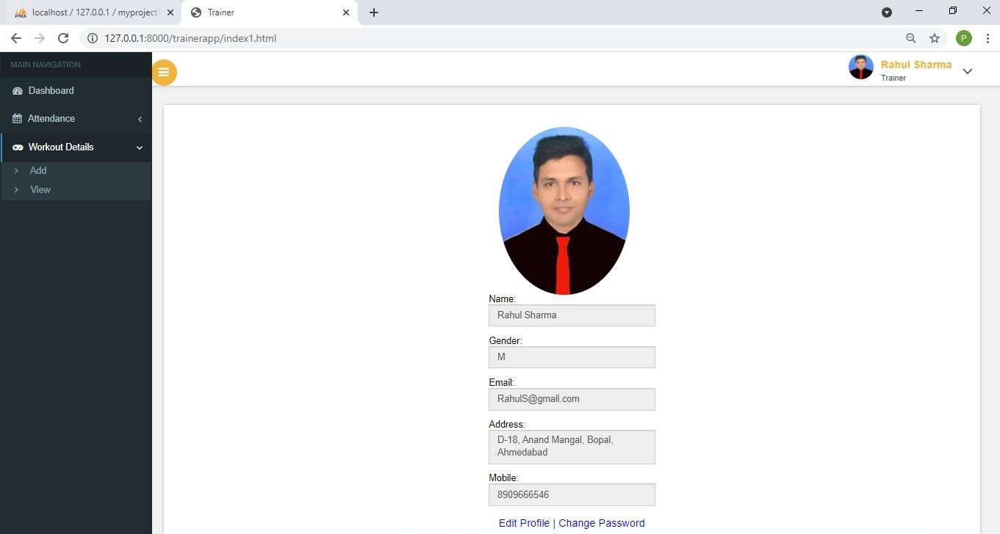 localhost / 127.0.0.1 / myproject1
Trainer
127.0.0.1:8000/trainerapp/index1.html
P
MAIN NAVIGATION
Dashboard
Attendance
Workout Details
Add
View
Rahul Sharma
Trainer
Name:
Rahul Sharma
Gender:
M
Email:
RahulS@gmail.com
Address:
D-18, Anand Mangal, Bopal,
Ahmedabad
Mobile:
8909666546
Edit Profile | Change Password